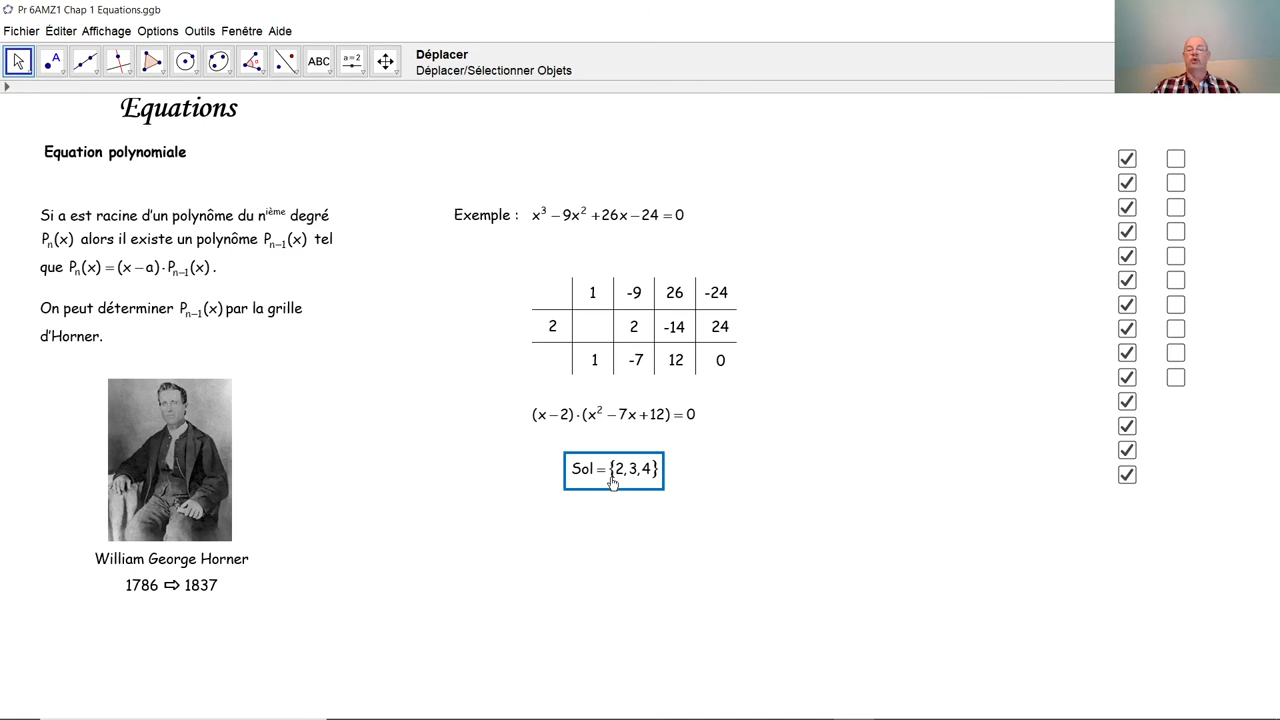 Pr 6AMZ1 Chap 1 Equations.ggb
Fichier Éditer Affichage Options Outils Fenêtre Aide
A ABC a=2
Déplacer
Déplacer/Sélectionner Objets
Equations
Equation polynomiale
Si a est racine d'un polynôme du nⁱᵉᵐᵉ degré
Pₙ(x) alors il existe un polynôme Pₙ₋₁(x) tel
que Pₙ(x) = (x − a) · Pₙ₋₁(x) .
On peut déterminer Pₙ₋₁(x) par la grille
d'Horner.
William George Horner
1786 ⇨ 1837
Exemple : x³ − 9x² + 26x − 24 = 0
1 -9 26 -24
2 2 -14 24
1 -7 12 0
(x − 2) · (x² − 7x + 12) = 0
Sol = {2, 3, 4}